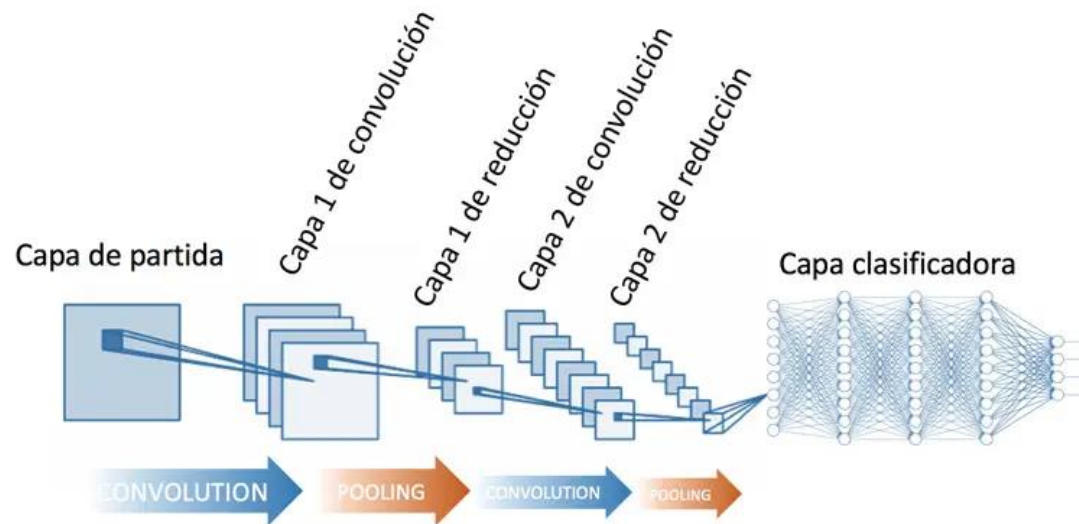 Capa de partida
Capa 1 de convolución
Capa 1 de reducción
Capa 2 de convolución
Capa 2 de reducción
Capa clasificadora
CONVOLUTION
POOLING
CONVOLUTION
POOLING